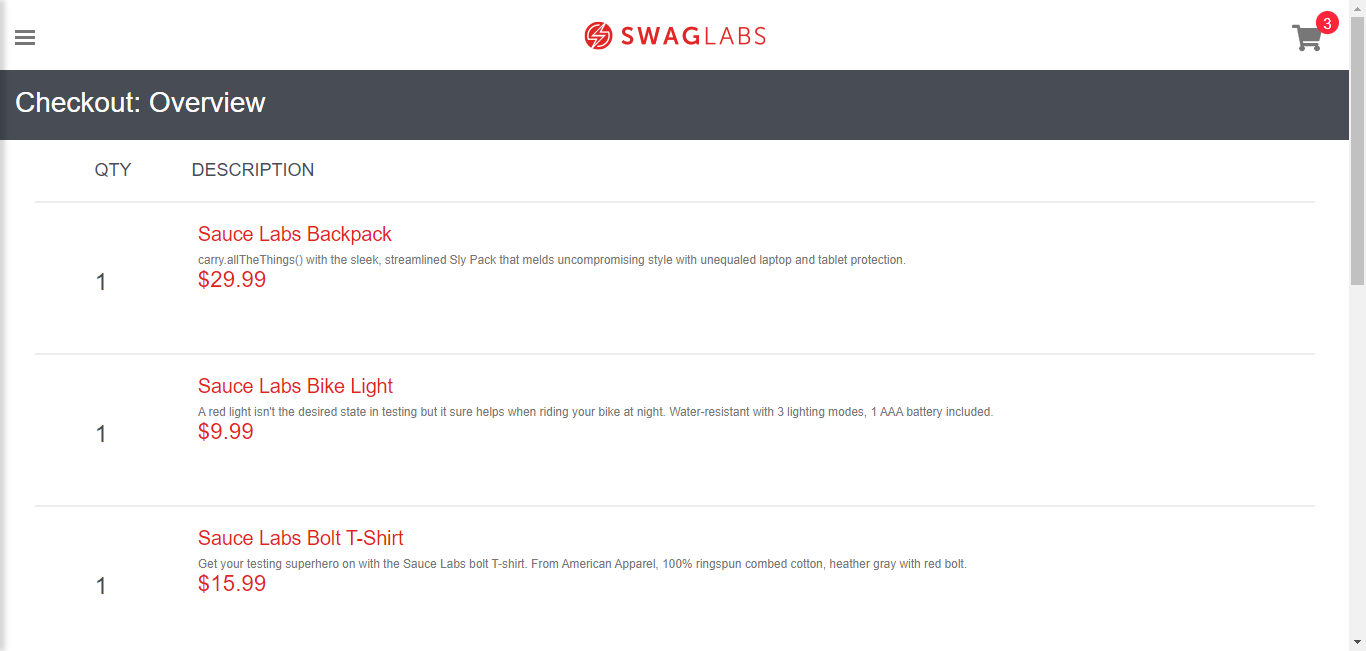 SWAGLABS
3
Checkout: Overview
QTY DESCRIPTION
Sauce Labs Backpack
carry.allTheThings() with the sleek, streamlined Sly Pack that melds uncompromising style with unequaled laptop and tablet protection.
1
$29.99
Sauce Labs Bike Light
A red light isn't the desired state in testing but it sure helps when riding your bike at night. Water-resistant with 3 lighting modes, 1 AAA battery included.
1
$9.99
Sauce Labs Bolt T-Shirt
Get your testing superhero on with the Sauce Labs bolt T-shirt. From American Apparel, 100% ringspun combed cotton, heather gray with red bolt.
1
$15.99